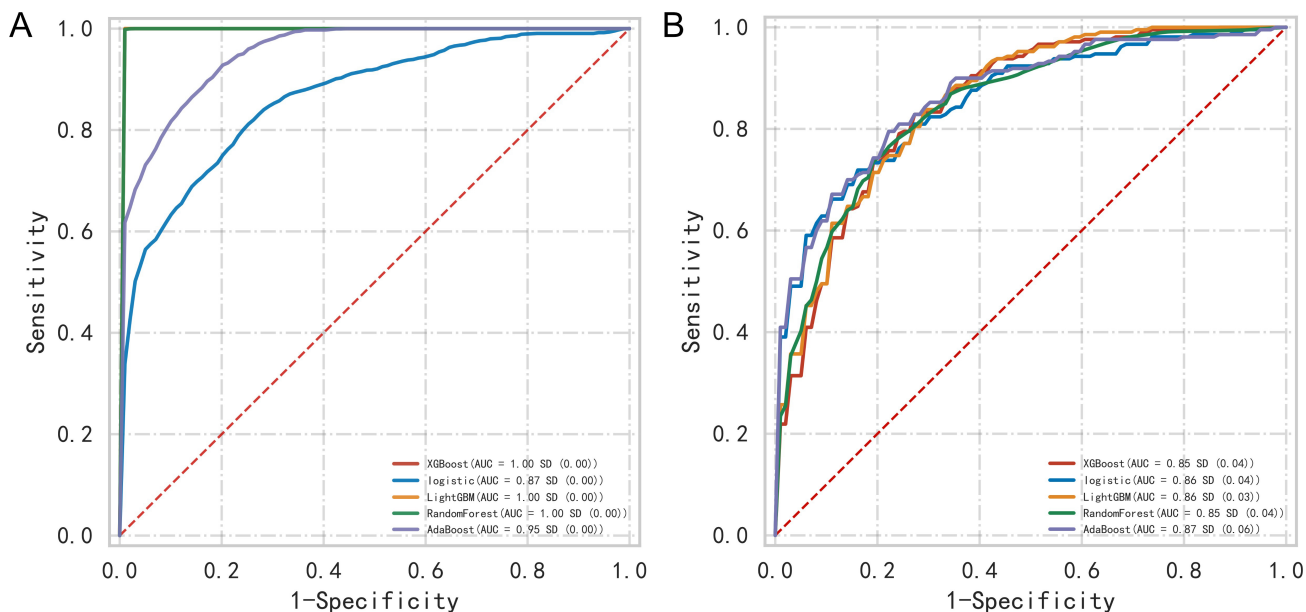 A
Sensitivity
1.0
0.8
0.6
0.4
0.2
0.0
XGBoost(AUC = 1.00 SD (0.00))
logistic(AUC = 0.87 SD (0.00))
LightGBM(AUC = 1.00 SD (0.00))
RandomForest(AUC = 1.00 SD (0.00))
AdaBoost(AUC = 0.95 SD (0.00))
0.0 0.2 0.4 0.6 0.8 1.0
1-Specificity
B
Sensitivity
1.0
0.8
0.6
0.4
0.2
0.0
XGBoost(AUC = 0.85 SD (0.04))
logistic(AUC = 0.86 SD (0.04))
LightGBM(AUC = 0.86 SD (0.03))
RandomForest(AUC = 0.85 SD (0.04))
AdaBoost(AUC = 0.87 SD (0.06))
0.0 0.2 0.4 0.6 0.8 1.0
1-Specificity